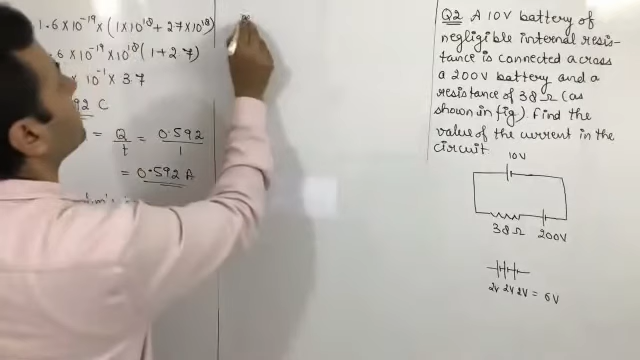 1.6 × 10⁻¹⁹ × (1 × 10¹⁸ + 2.7 × 10¹⁸)
.6 × 10⁻¹⁹ × 10¹⁸ (1 + 2.7)
× 10⁻¹ × 3.7
92 C
= Q/t = 0.592/1
= 0.592 A
Q2 A 10V battery of
negligible internal resis-
tance is connected across
a 200V battery and a
resistance of 38 Ω (as
shown in fig). Find the
value of the current in the
circuit
10V
38 Ω
200V
2V 2V 2V = 6V